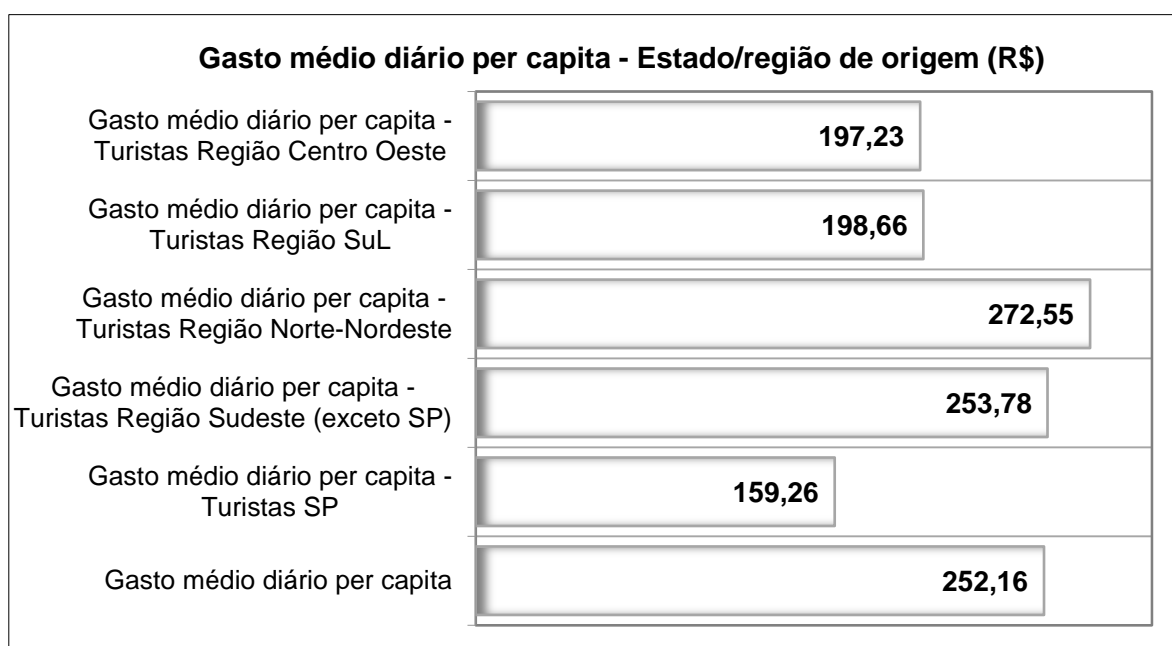 Gasto médio diário per capita - Estado/região de origem (R$)
Gasto médio diário per capita -
Turistas Região Centro Oeste
197,23
Gasto médio diário per capita -
Turistas Região SuL
198,66
Gasto médio diário per capita -
Turistas Região Norte-Nordeste
272,55
Gasto médio diário per capita -
Turistas Região Sudeste (exceto SP)
253,78
Gasto médio diário per capita -
Turistas SP
159,26
Gasto médio diário per capita
252,16